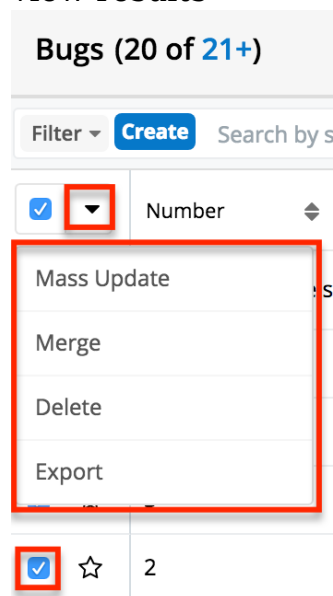 Bugs (20 of 21+)
Filter Create Search by s
Number
Mass Update
Merge
Delete
Export
2